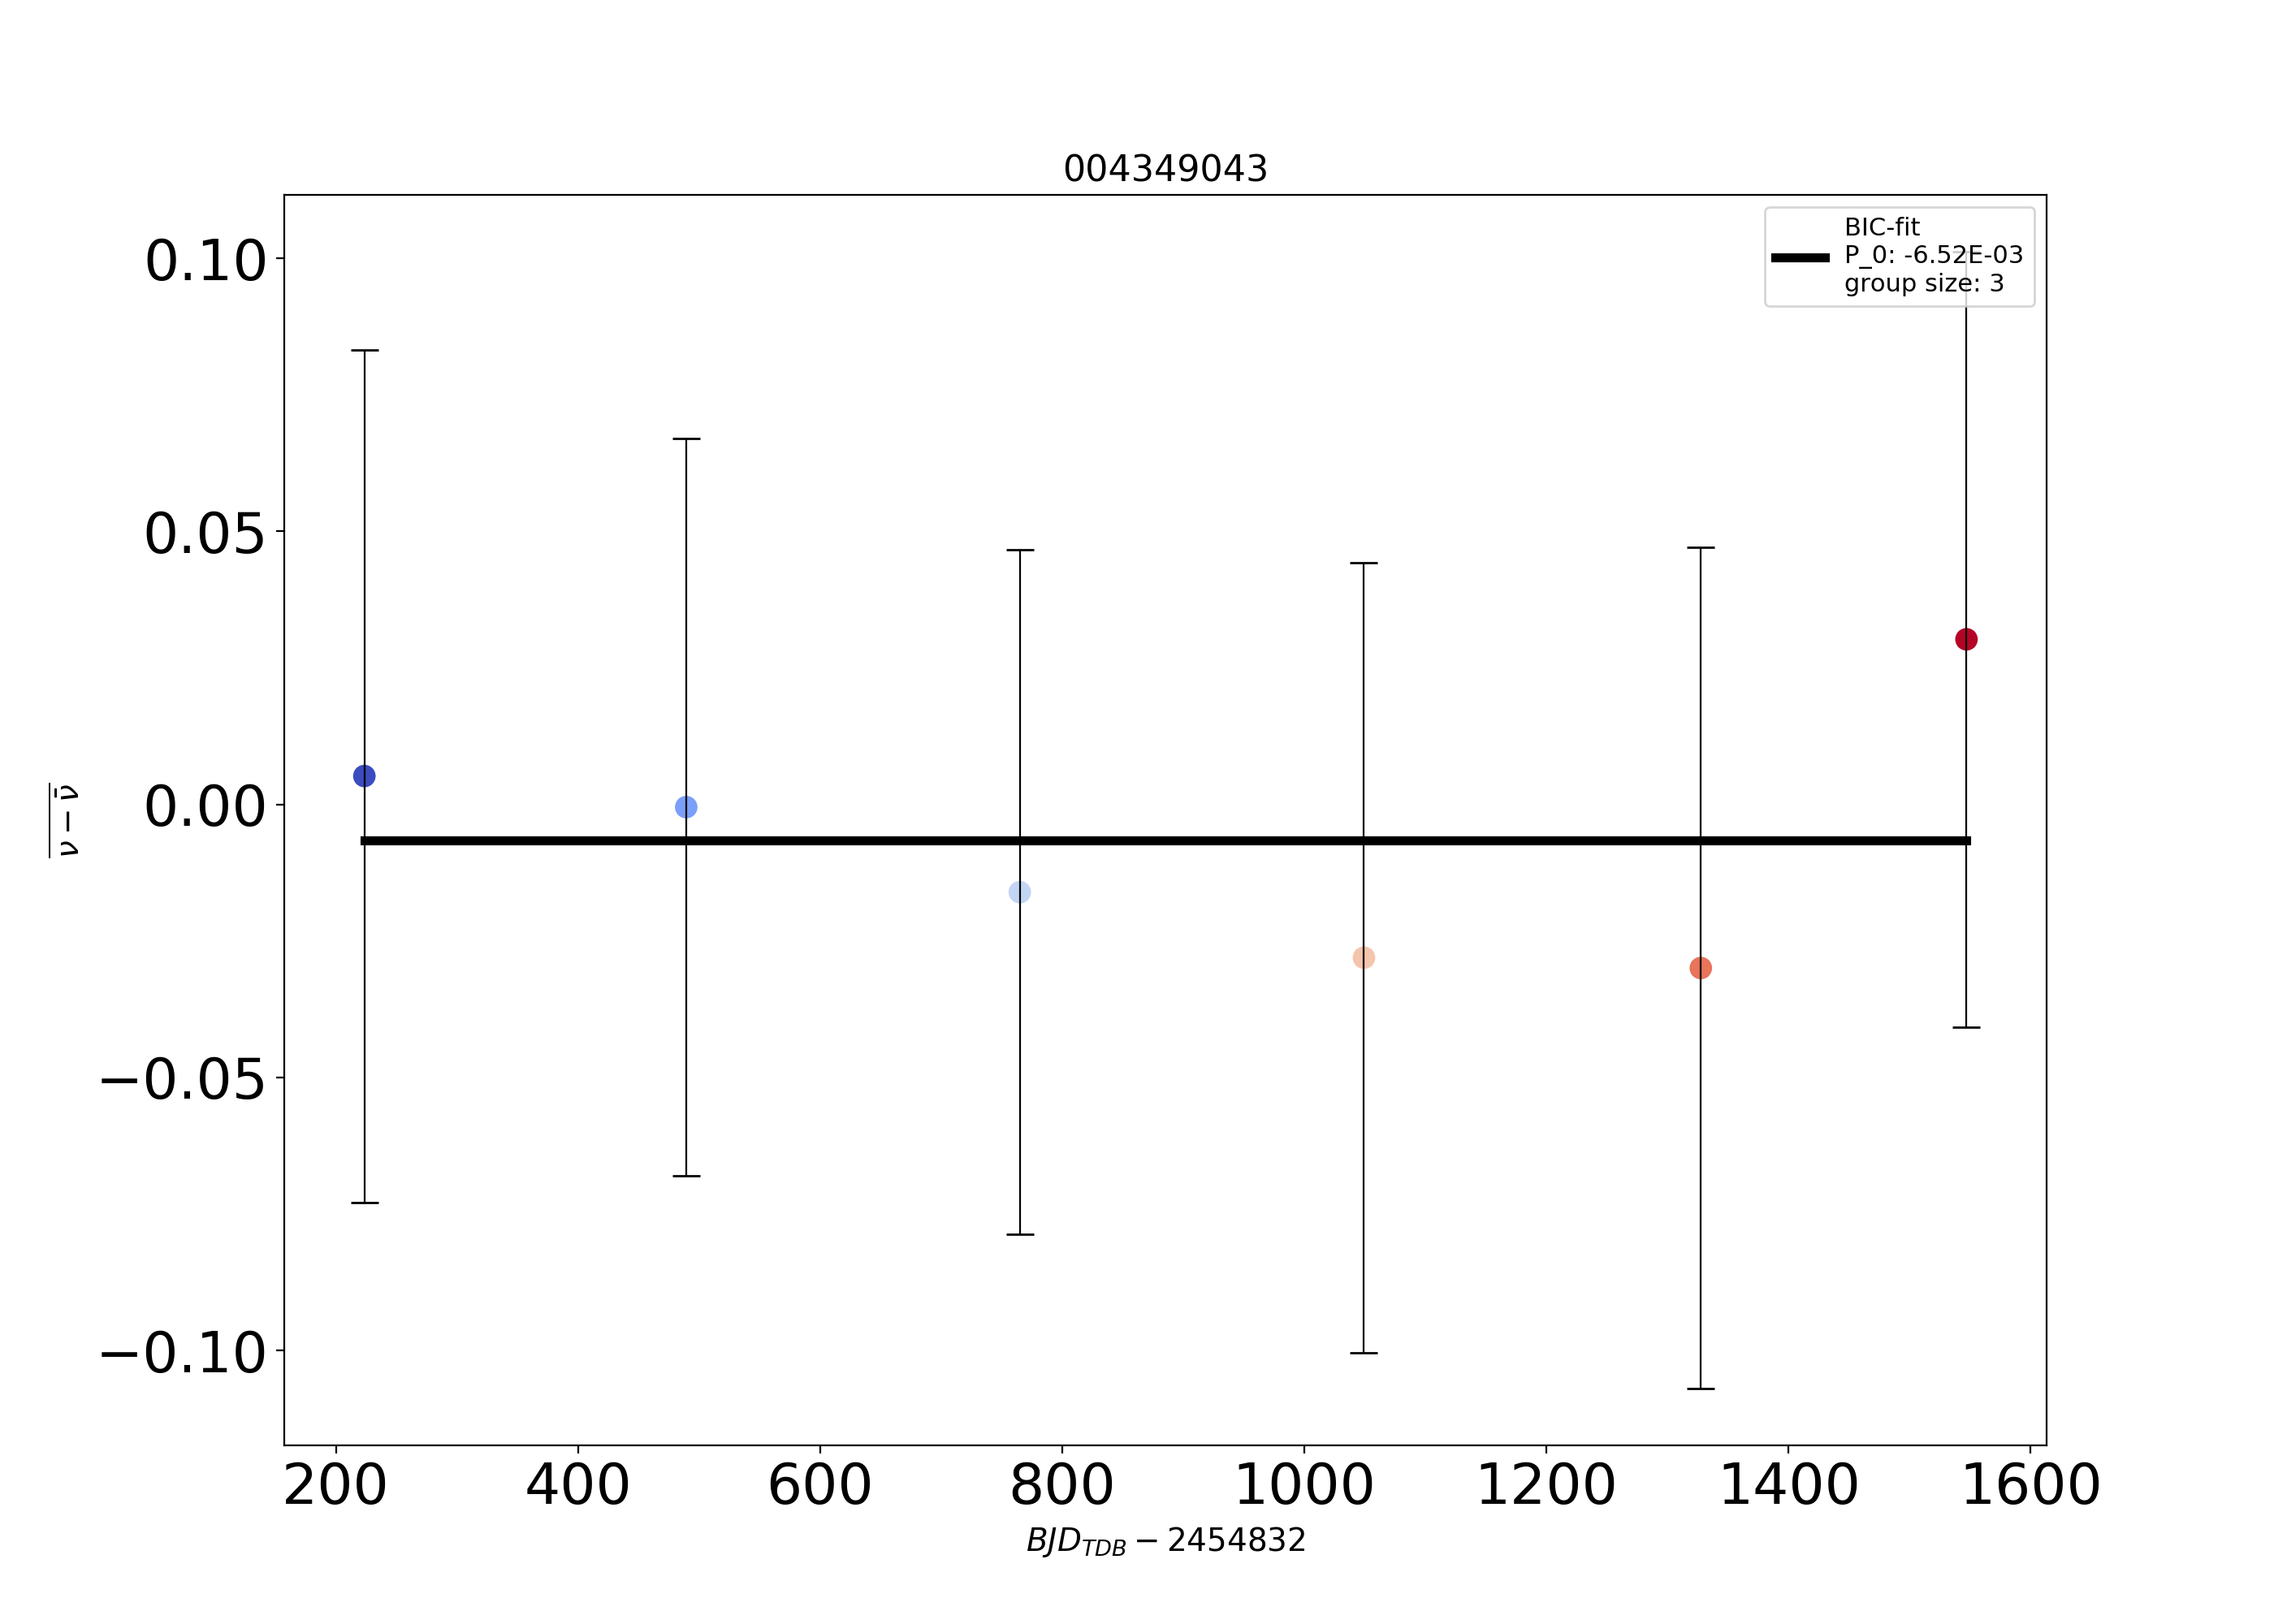 004349043
BIC-fit
P_0: -6.52E-03
group size: 3
0.10
0.05
0.00
−0.05
−0.10
ν − ν̄
200 400 600 800 1000 1200 1400 1600
BJD_TDB − 2454832